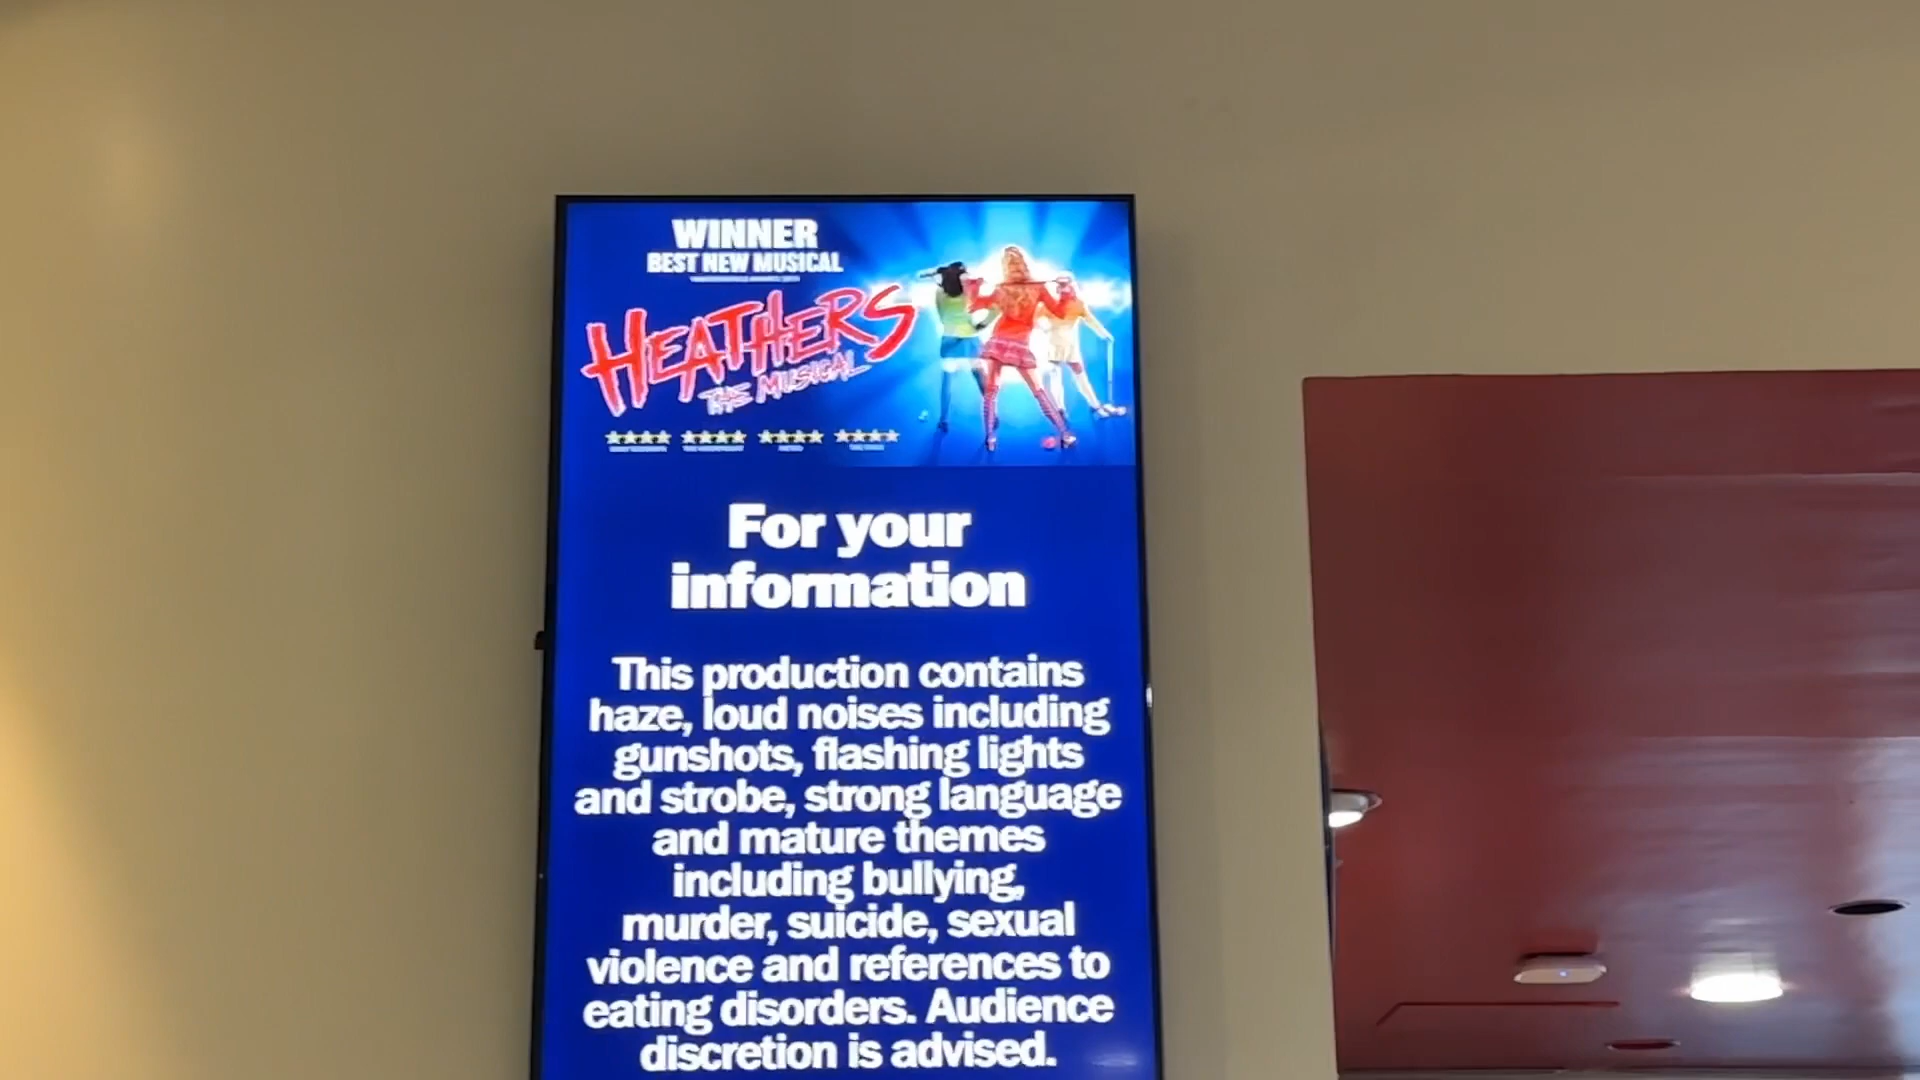 WINNER
BEST NEW MUSICAL
HEATHERS
THE MUSICAL
For your
information
This production contains
haze, loud noises including
gunshots, flashing lights
and strobe, strong language
and mature themes
including bullying,
murder, suicide, sexual
violence and references to
eating disorders. Audience
discretion is advised.